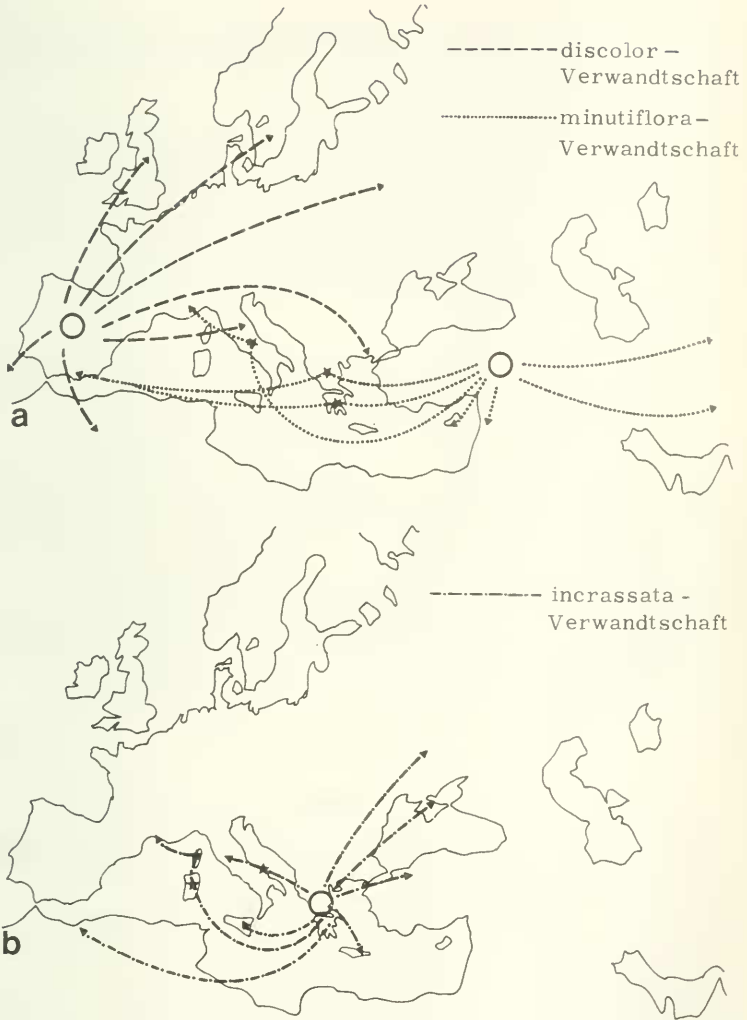 discolor –
Verwandtschaft
minutiflora–
Verwandtschaft
a
incrassata -
Verwandtschaft
b